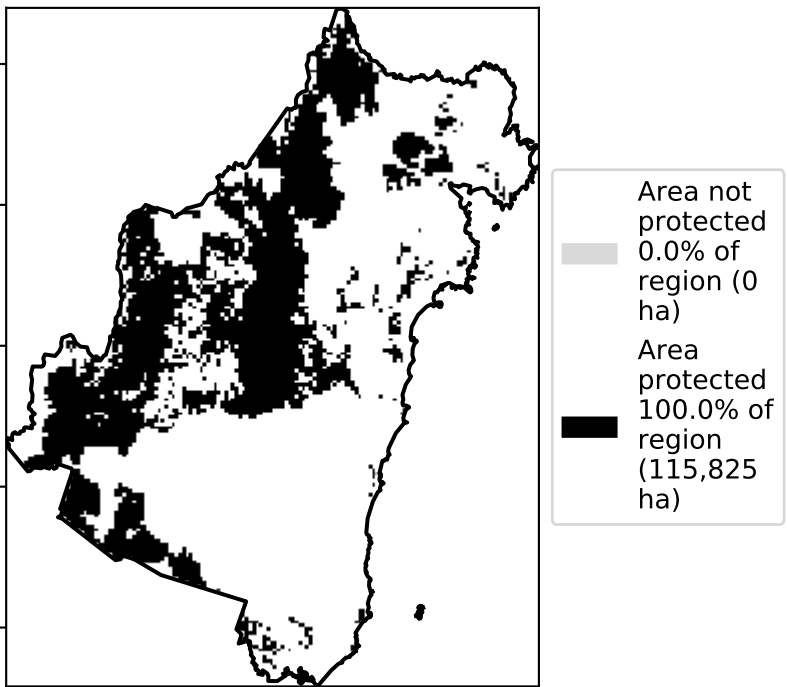 Area not
protected
0.0% of
region (0
ha)
Area
protected
100.0% of
region
(115,825
ha)